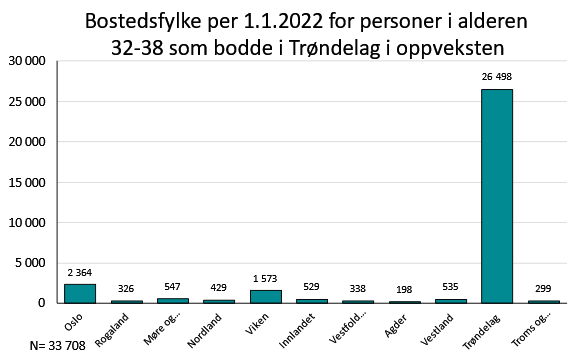 Bostedsfylke per 1.1.2022 for personer i alderen
32-38 som bodde i Trøndelag i oppveksten
30 000
25 000
20 000
15 000
10 000
5 000
0
2 364
326
547
429
1 573
529
338
198
535
26 498
299
Oslo
Rogaland
Møre og...
Nordland
Viken
Innlandet
Vestfold...
Agder
Vestland
Trøndelag
Troms og...
N= 33 708